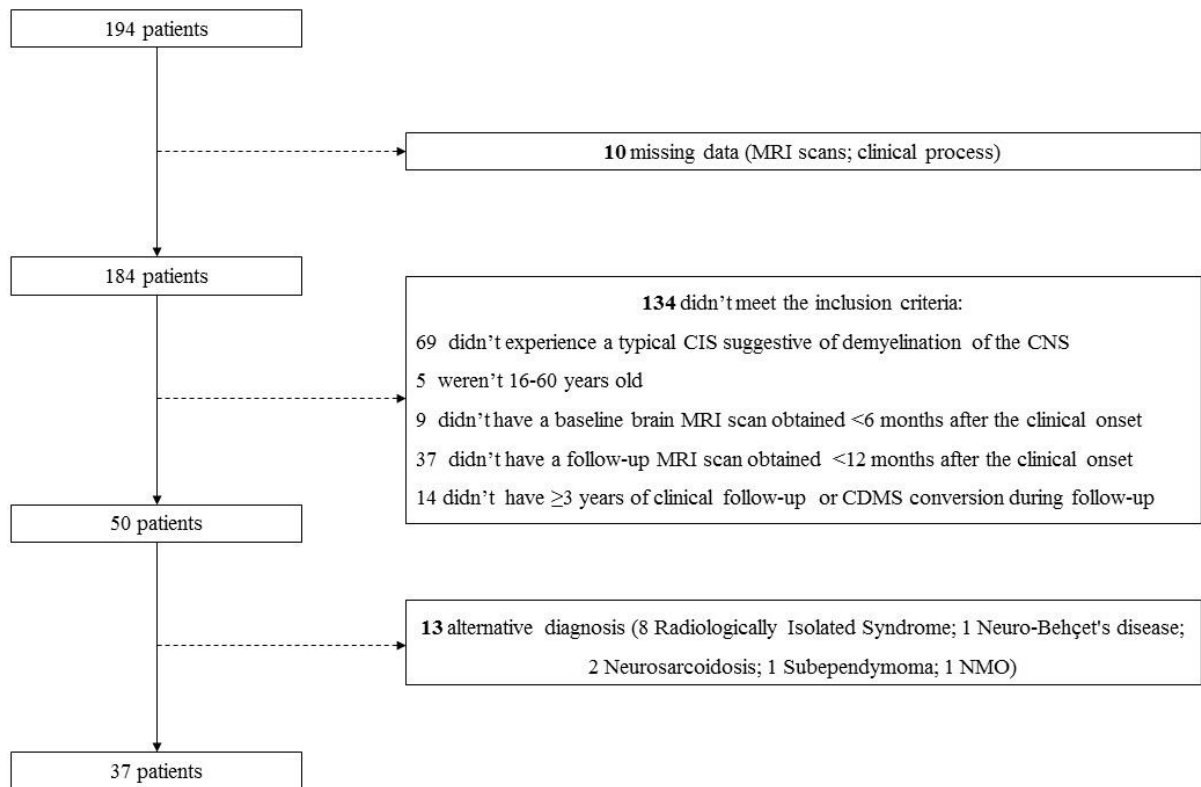 194 patients
10 missing data (MRI scans; clinical process)
184 patients
134 didn't meet the inclusion criteria:
69 didn't experience a typical CIS suggestive of demyelination of the CNS
5 weren't 16-60 years old
9 didn't have a baseline brain MRI scan obtained <6 months after the clinical onset
37 didn't have a follow-up MRI scan obtained <12 months after the clinical onset
14 didn't have ≥3 years of clinical follow-up or CDMS conversion during follow-up
50 patients
13 alternative diagnosis (8 Radiologically Isolated Syndrome; 1 Neuro-Behçet's disease;
2 Neurosarcoidosis; 1 Subependymoma; 1 NMO)
37 patients